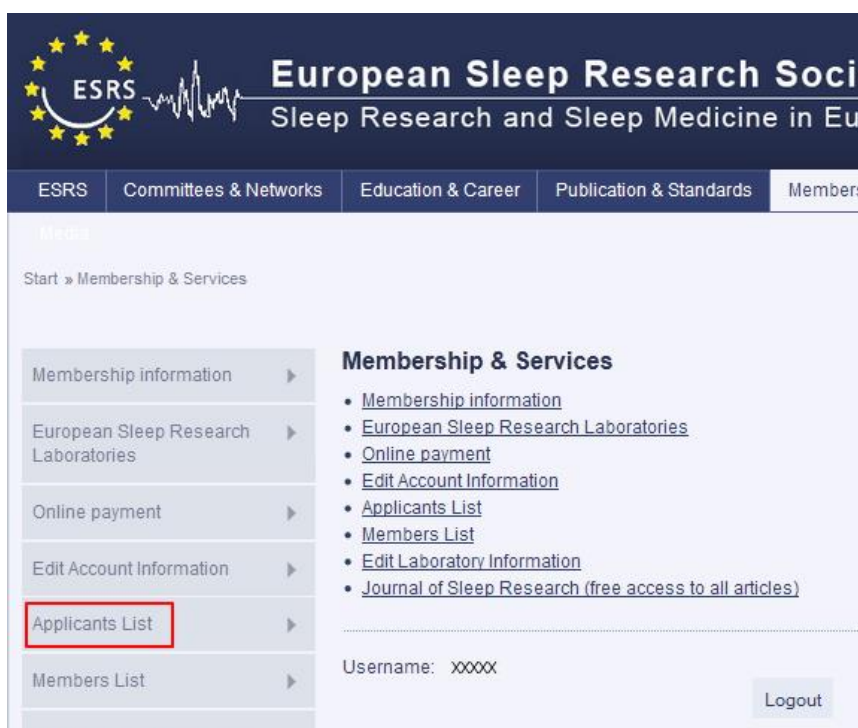 ESRS
European Sleep Research Soci
Sleep Research and Sleep Medicine in Eu
ESRS
Committees & Networks
Education & Career
Publication & Standards
Members
Media
Start » Membership & Services
Membership information
European Sleep Research
Laboratories
Online payment
Edit Account Information
Applicants List
Members List
Membership & Services
• Membership information
• European Sleep Research Laboratories
• Online payment
• Edit Account Information
• Applicants List
• Members List
• Edit Laboratory Information
• Journal of Sleep Research (free access to all articles)
Username: XXXXX
Logout